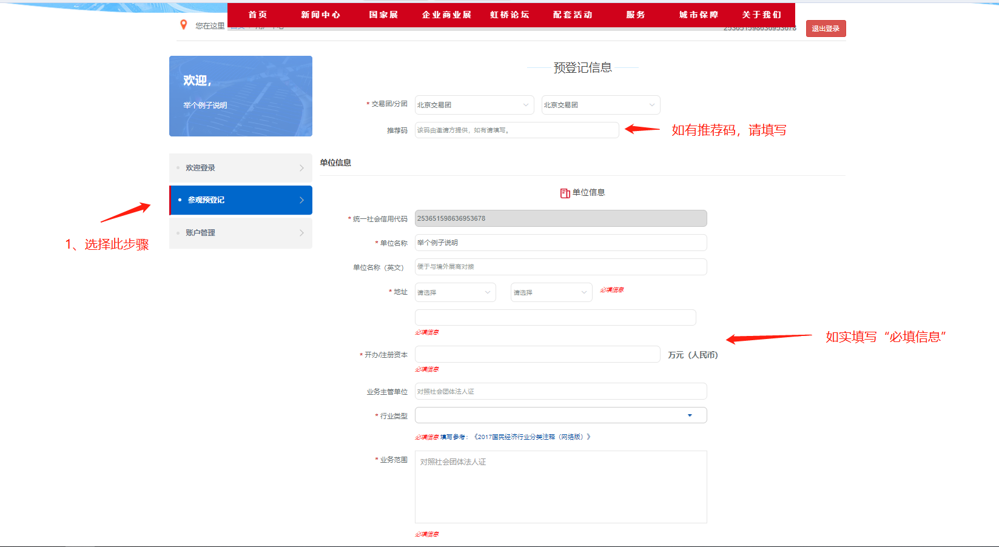 首页 新闻中心 国家展 企业商业展 虹桥论坛 配套活动 服务 城市保障 关于我们
您在这里
253651598636953678
退出登录
欢迎，
举个例子说明
欢迎登录
参观预登记
账户管理
1、选择此步骤
预登记信息
* 交易团/分团 北京交易团 北京交易团
推荐码 该码由邀请方提供，如有请填写。
如有推荐码，请填写
单位信息
单位信息
* 统一社会信用代码 253651598636953678
* 单位名称 举个例子说明
单位名称（英文） 便于与境外展商对接
* 地址 请选择 请选择 必填信息
必填信息
如实填写“必填信息”
* 开办/注册资本 万元（人民币）
必填信息
业务主管单位 对照社会团体法人证
* 行业类型
必填信息 填写参考：《2017国民经济行业分类注释（网络版）》
* 业务范围 对照社会团体法人证
必填信息